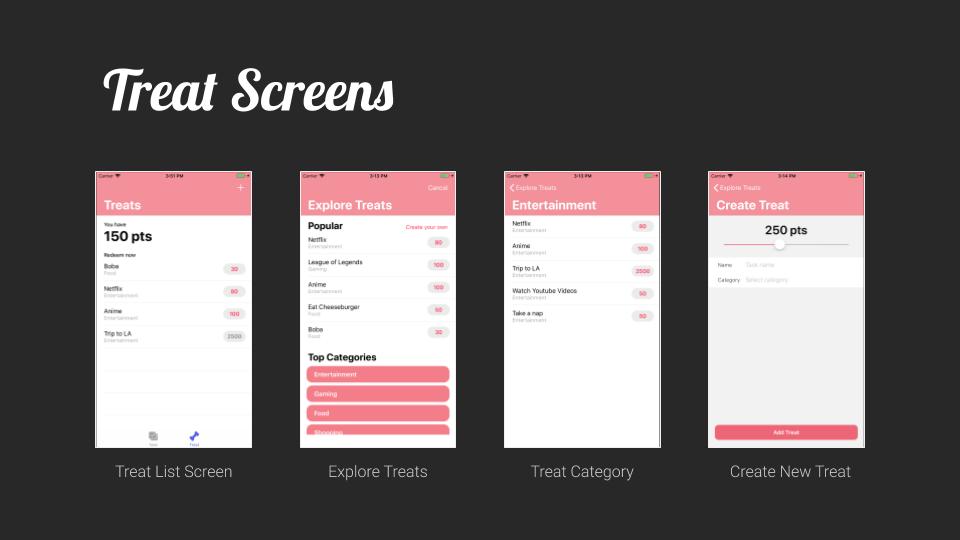 Treat Screens
Carrier 3:51 PM
+
Treats
You have
150 pts
Redeem now
Boba
Food
30
Netflix
Entertainment
80
Anime
Entertainment
100
Trip to LA
Entertainment
2500
Treat
Treat List Screen
Carrier 3:13 PM
Cancel
Explore Treats
Popular
Create your own
Netflix
Entertainment
80
League of Legends
Gaming
100
Anime
Entertainment
100
Eat Cheeseburger
Food
50
Boba
Food
30
Top Categories
Entertainment
Gaming
Food
Shopping
Explore Treats
Carrier 3:13 PM
Explore Treats
Entertainment
Netflix
Entertainment
80
Anime
Entertainment
100
Trip to LA
Entertainment
2500
Watch Youtube Videos
Entertainment
50
Take a nap
Entertainment
50
Treat Category
Carrier 3:14 PM
Explore Treats
Create Treat
250 pts
Name Task name
Category Select category
Add Treat
Create New Treat